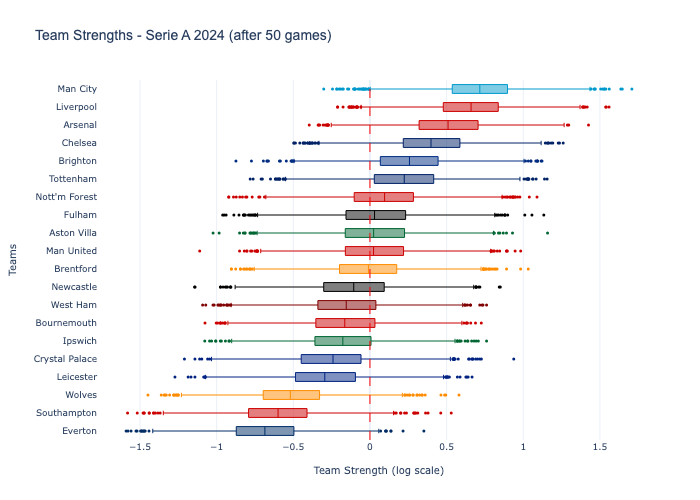 Team Strengths - Serie A 2024 (after 50 games)
Man City
Liverpool
Arsenal
Chelsea
Brighton
Tottenham
Nott'm Forest
Fulham
Aston Villa
Man United
Brentford
Newcastle
West Ham
Bournemouth
Ipswich
Crystal Palace
Leicester
Wolves
Southampton
Everton
Teams
−1.5 −1 −0.5 0 0.5 1 1.5
Team Strength (log scale)